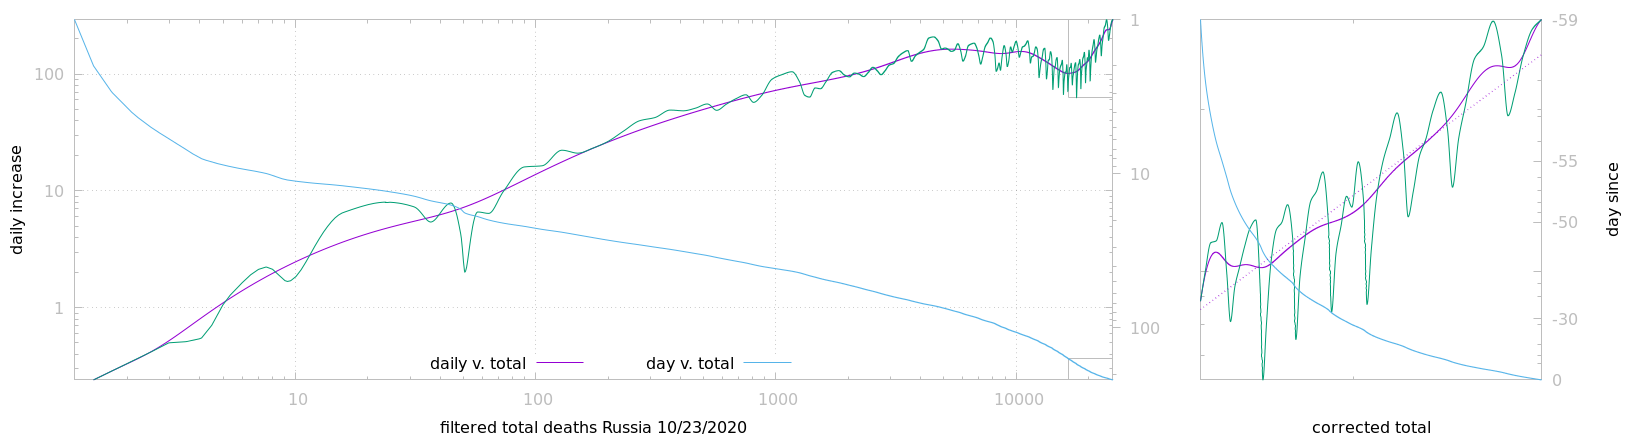 daily increase
100
10
1
1
10
100
daily v. total
day v. total
10
100
1000
10000
filtered total deaths Russia 10/23/2020
-59
-55
-50
-30
0
day since
corrected total